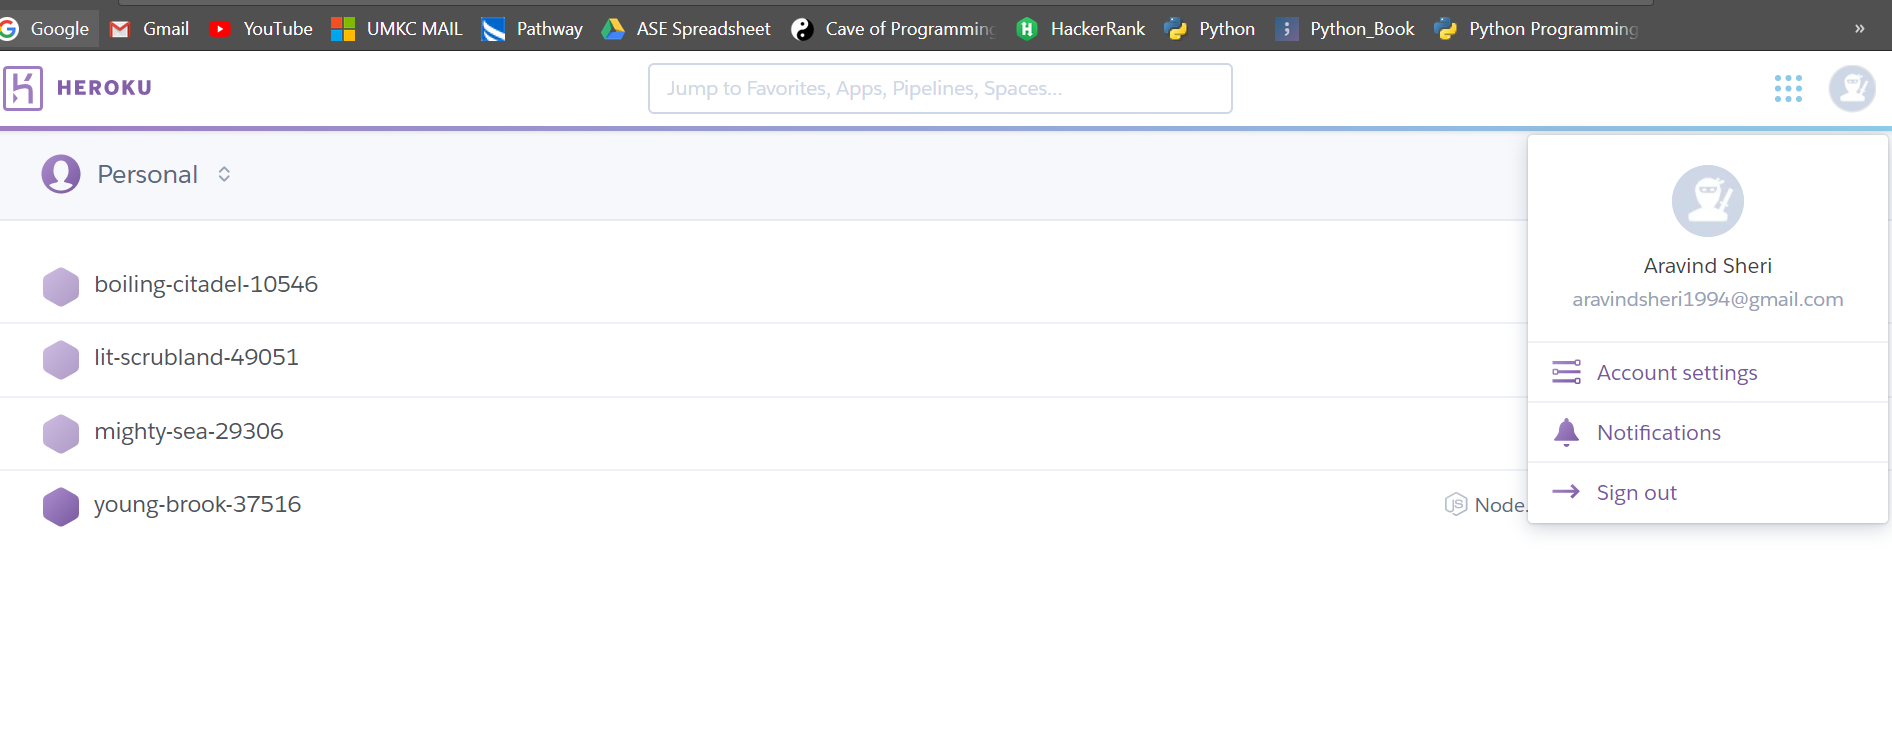 Google Gmail YouTube UMKC MAIL Pathway ASE Spreadsheet Cave of Programming HackerRank Python Python_Book Python Programming »
HEROKU
Jump to Favorites, Apps, Pipelines, Spaces...
Personal
Aravind Sheri
aravindsheri1994@gmail.com
boiling-citadel-10546
lit-scrubland-49051
Account settings
mighty-sea-29306
Notifications
young-brook-37516 Node.
Sign out